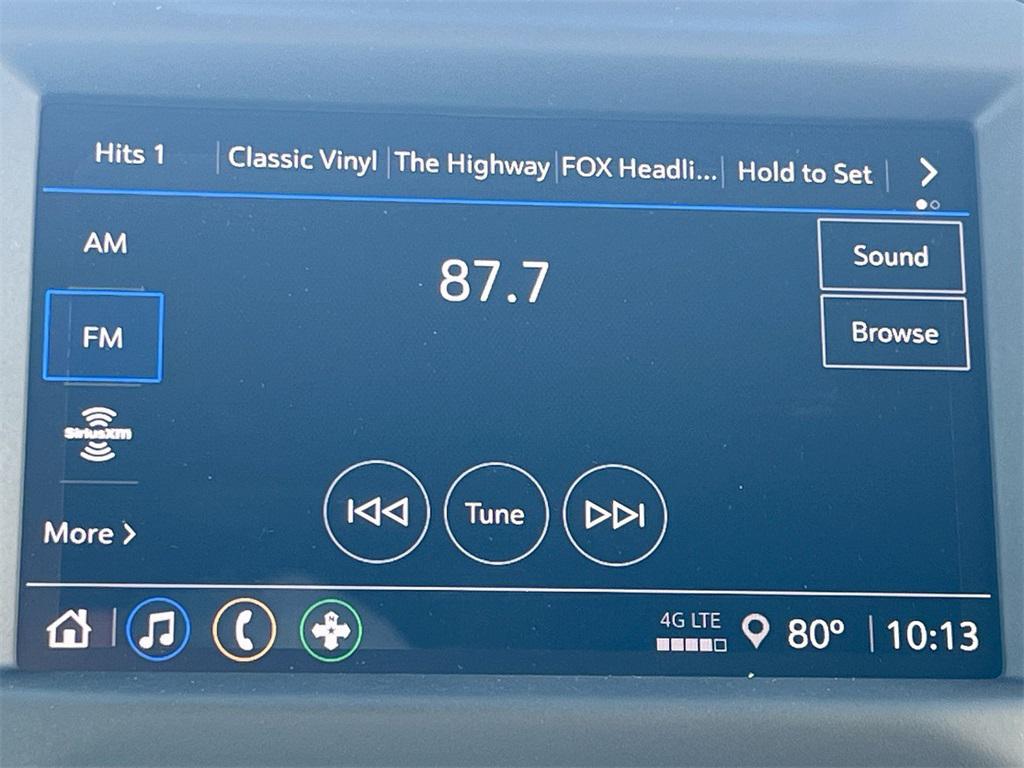 Hits 1
Classic Vinyl
The Highway
FOX Headli...
Hold to Set
AM
87.7
Sound
FM
Browse
SiriusXM
Tune
More
4G LTE
80°
10:13
N